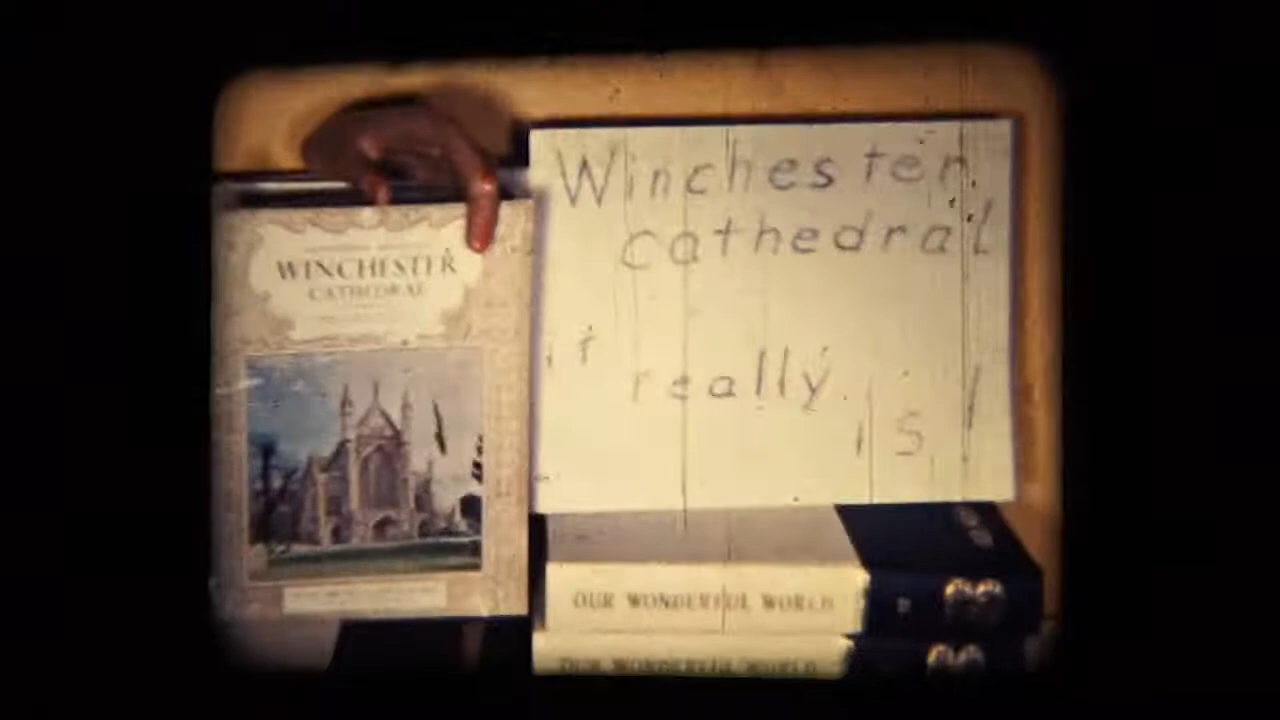 WINCHESTER
CATHEDRAL
Winchester
cathedral
it
really
is!
OUR WONDERFUL WORLD
OUR WONDERFUL WORLD